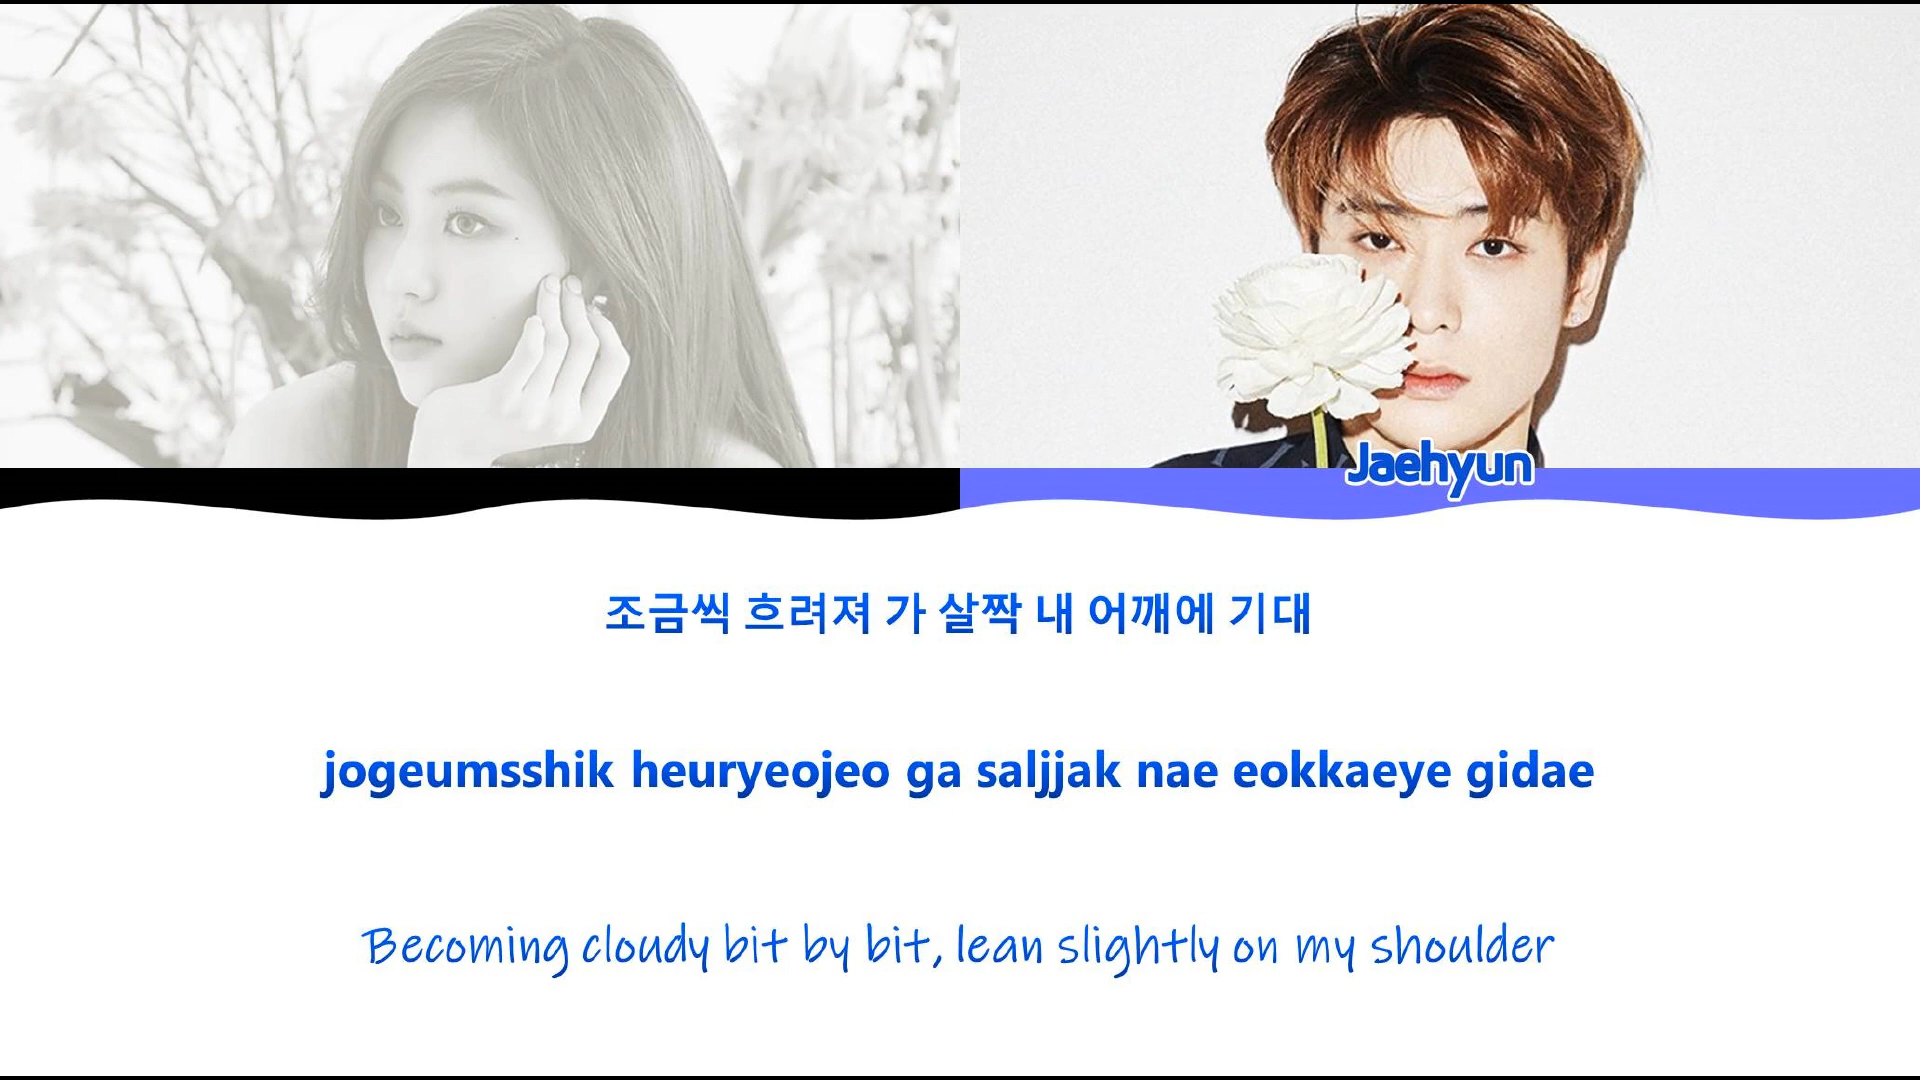 Jaehyun
조금씩 흐려져 가 살짝 내 어깨에 기대
jogeumsshik heuryeojeo ga saljjak nae eokkaeye gidae
Becoming cloudy bit by bit, lean slightly on my shoulder